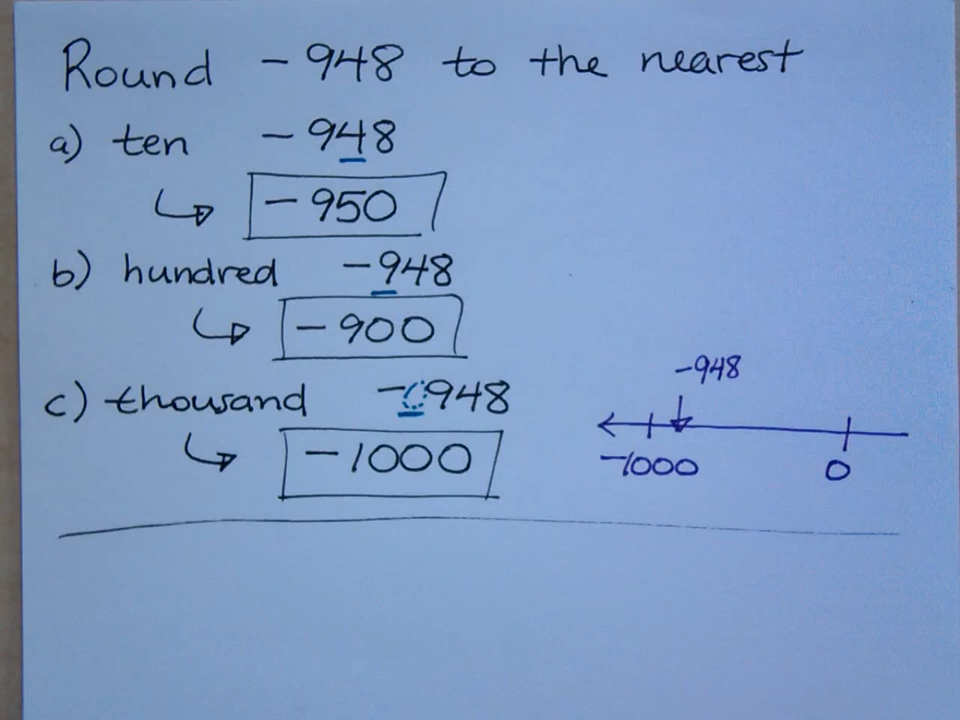 Round -948 to the nearest
a) ten -948
-950
b) hundred -948
-900
c) thousand -0948
-1000
-948
-1000 0